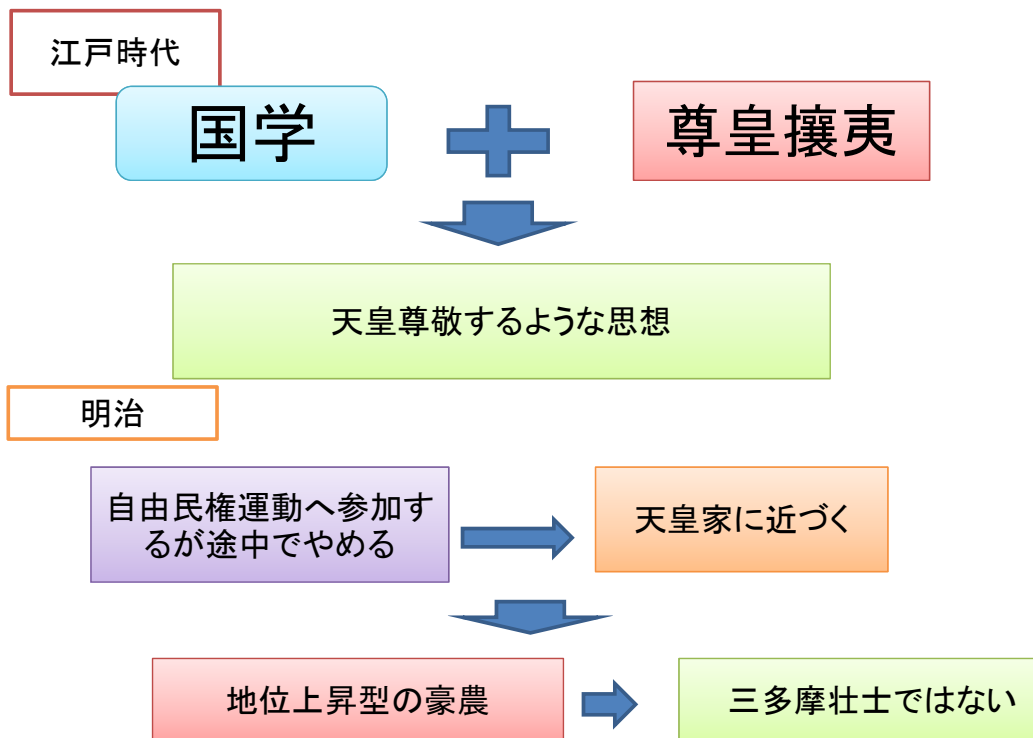 江戸時代
国学
尊皇攘夷
天皇尊敬するような思想
明治
自由民権運動へ参加す
るが途中でやめる
天皇家に近づく
地位上昇型の豪農
三多摩壮士ではない